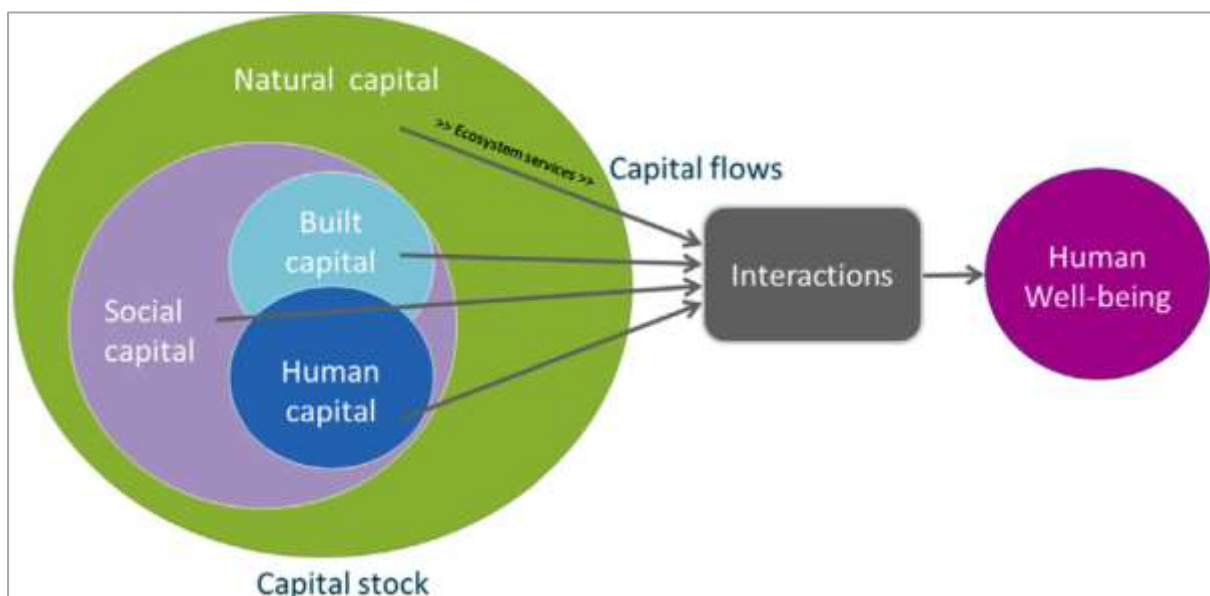 Natural capital
>> Ecosystem services >>
Capital flows
Built
capital
Social
capital
Human
capital
Interactions
Human
Well-being
Capital stock